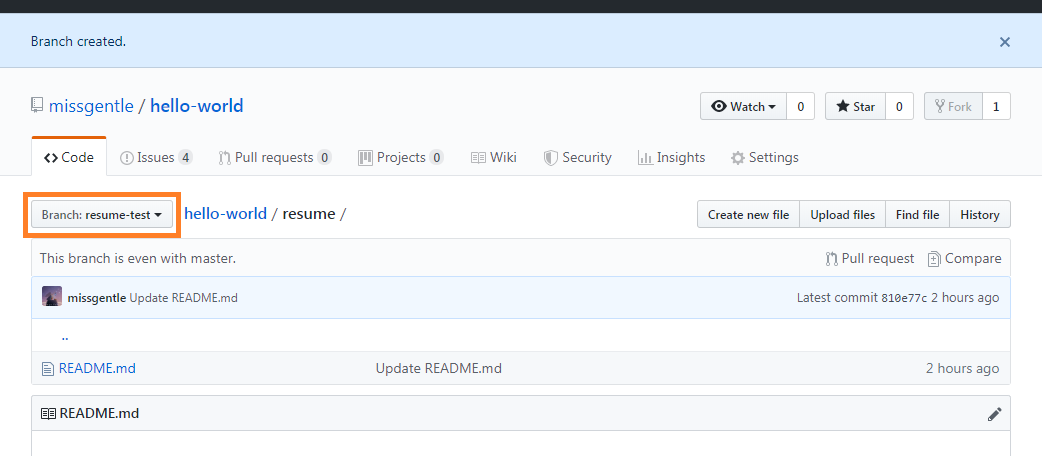 Branch created.
missgentle / hello-world
Watch 0 Star 0 Fork 1
Code Issues 4 Pull requests 0 Projects 0 Wiki Security Insights Settings
Branch: resume-test hello-world / resume / Create new file Upload files Find file History
This branch is even with master. Pull request Compare
missgentle Update README.md Latest commit 810e77c 2 hours ago
..
README.md Update README.md 2 hours ago
README.md